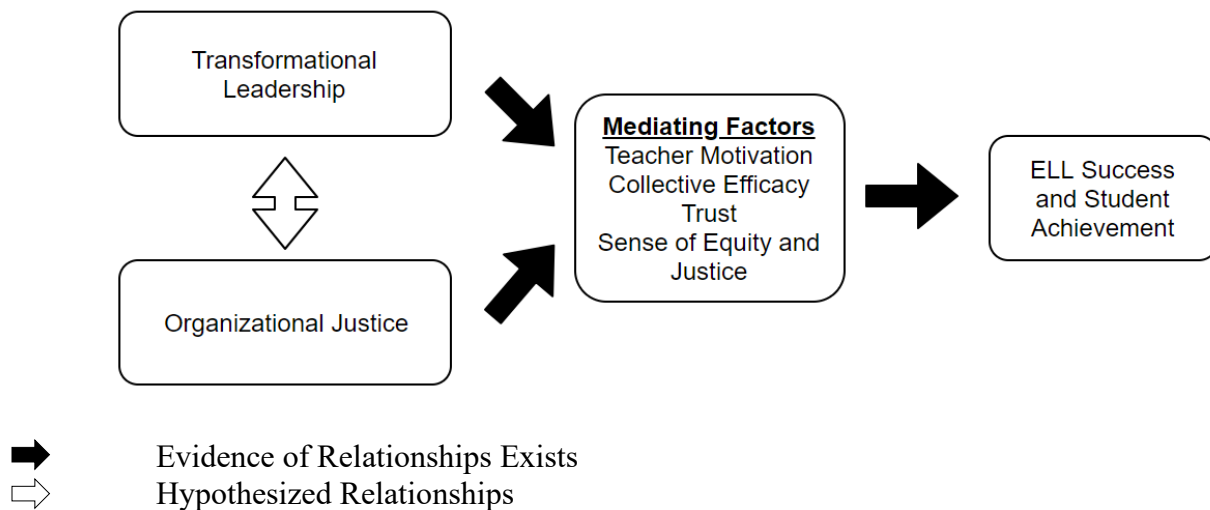 Transformational
Leadership
Organizational Justice
Mediating Factors
Teacher Motivation
Collective Efficacy
Trust
Sense of Equity and
Justice
ELL Success
and Student
Achievement
Evidence of Relationships Exists
Hypothesized Relationships